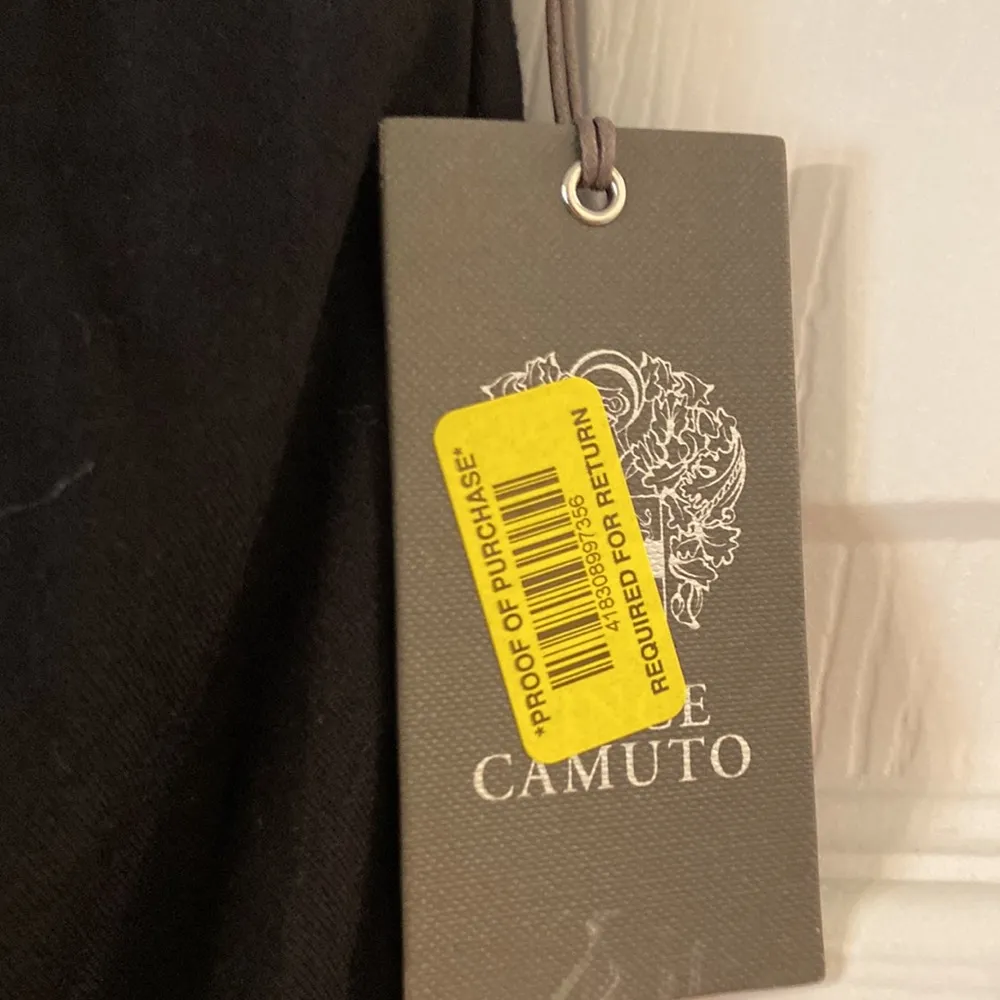 *PROOF OF PURCHASE*
418308997356
REQUIRED FOR RETURN
CAMUTO